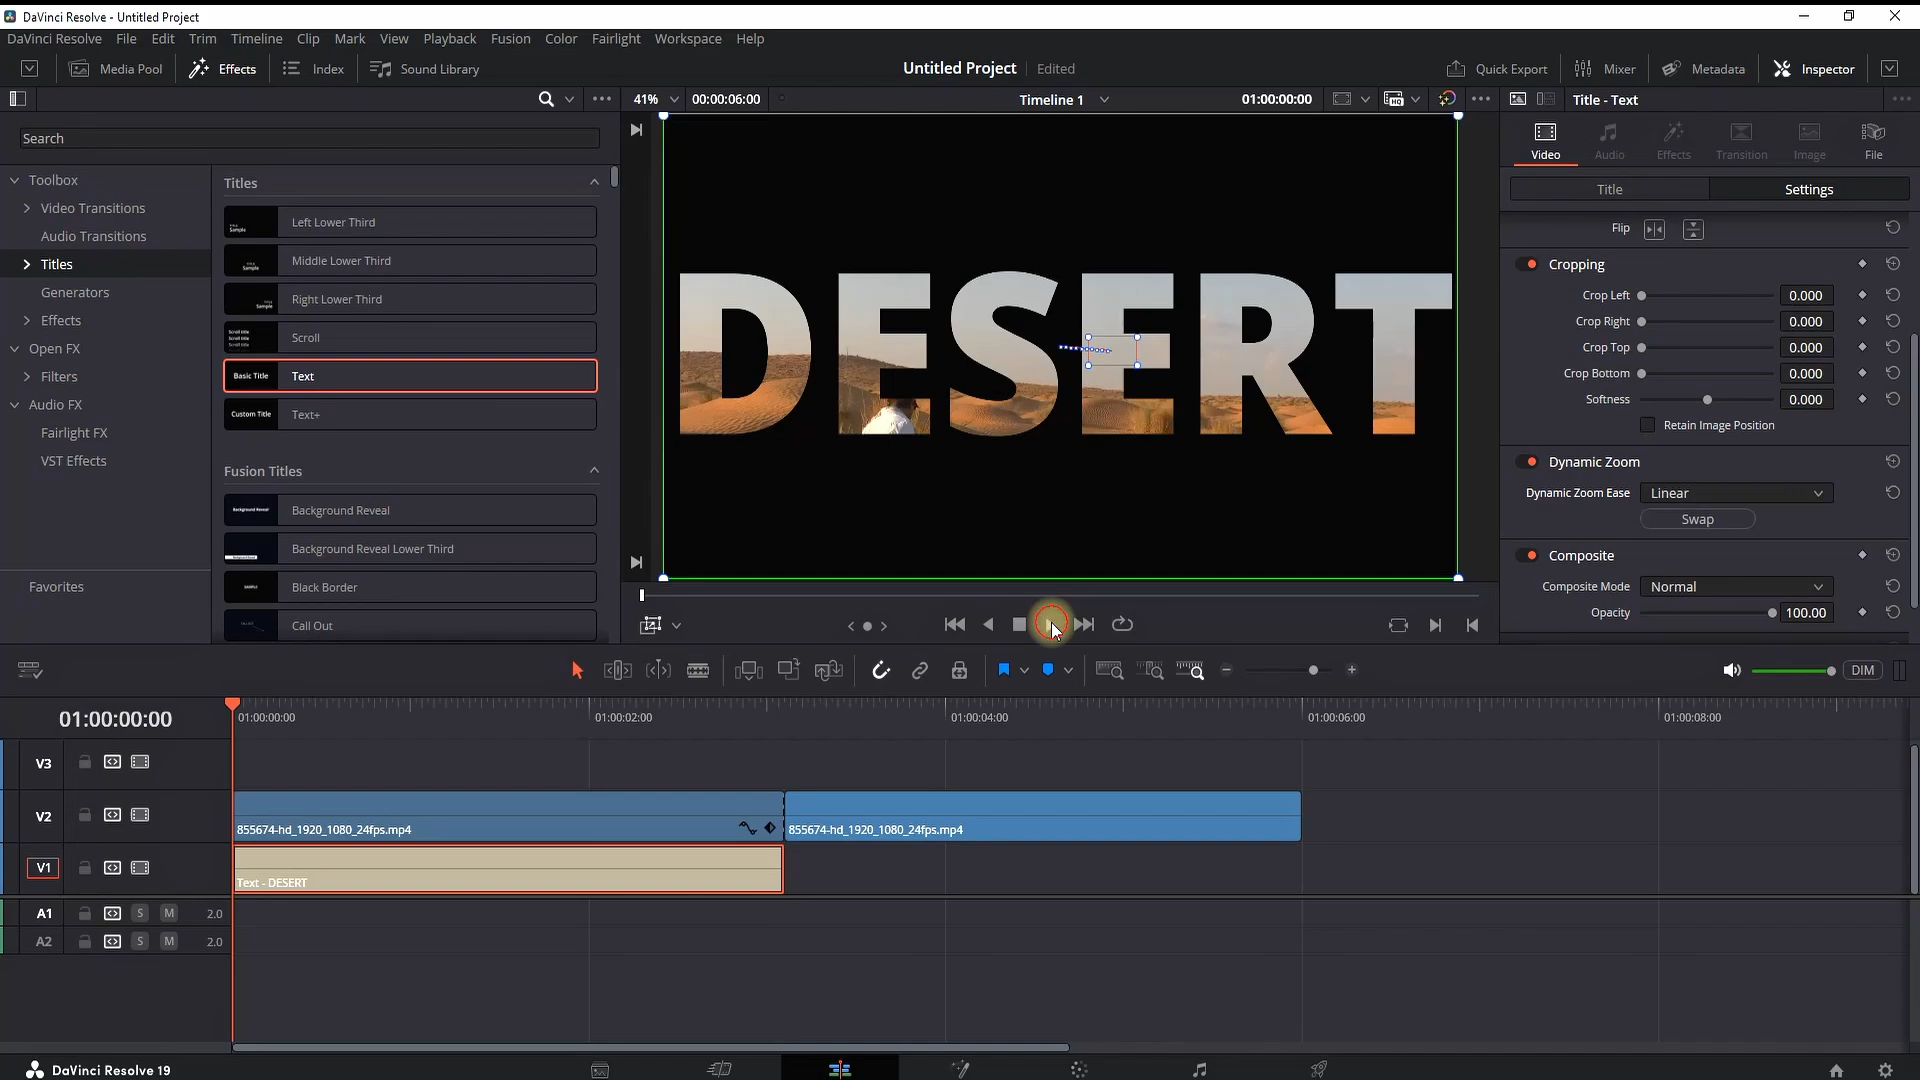 DaVinci Resolve - Untitled Project
DaVinci Resolve File Edit Trim Timeline Clip Mark View Playback Fusion Color Fairlight Workspace Help
Media Pool Effects Index Sound Library Untitled Project Edited Quick Export Mixer Metadata Inspector
41% 00:00:06:00 Timeline 1 01:00:00:00 Title - Text
Search
Video Audio Effects Transition Image File
Title Settings
Toolbox
Video Transitions
Audio Transitions
Titles
Generators
Effects
Open FX
Filters
Audio FX
Fairlight FX
VST Effects
Favorites
Titles
Left Lower Third
Middle Lower Third
Right Lower Third
Scroll
Basic Title Text
Custom Title Text+
Fusion Titles
Background Reveal
Background Reveal Lower Third
Black Border
Call Out
DESERT
Flip
Cropping
Crop Left 0.000
Crop Right 0.000
Crop Top 0.000
Crop Bottom 0.000
Softness 0.000
Retain Image Position
Dynamic Zoom
Dynamic Zoom Ease Linear
Swap
Composite
Composite Mode Normal
Opacity 100.00
DIM
01:00:00:00 01:00:00:00 01:00:02:00 01:00:04:00 01:00:06:00 01:00:08:00
V3
V2 855674-hd_1920_1080_24fps.mp4 855674-hd_1920_1080_24fps.mp4
V1 Text - DESERT
A1 S M 2.0
A2 S M 2.0
DaVinci Resolve 19